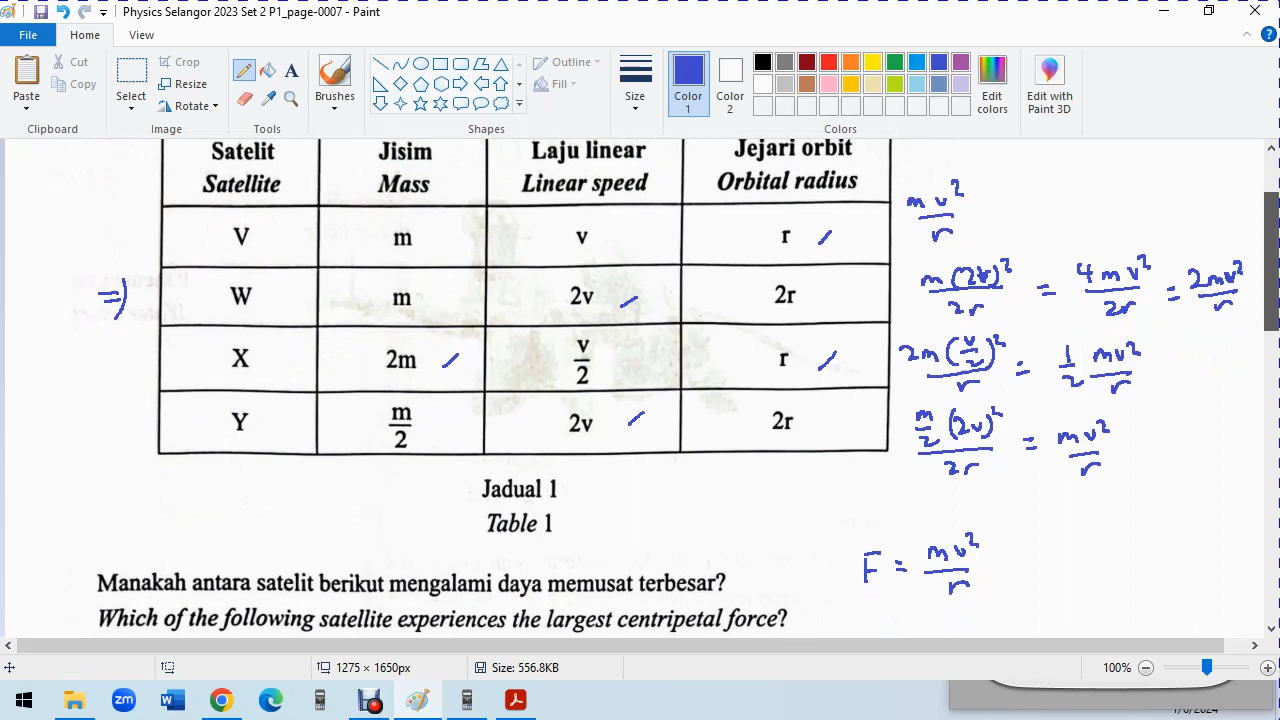 Physics Selangor 2023 Set 2 P1_page-0007 - Paint
File Home View
Paste Cut Copy Select Crop Resize Rotate A Brushes Outline Fill Size Color 1 Color 2 Edit colors Edit with Paint 3D
Clipboard Image Tools Shapes Colors
Satelit Jisim Laju linear Jejari orbit
Satellite Mass Linear speed Orbital radius
V m v r
W m 2v 2r
X 2m v/2 r
Y m/2 2v 2r
mv²/r
=)
m(2v)²/2r = 4mv²/2r = 2mv²/r
2m(v/2)²/r = 1/2 mv²/r
m/2 (2v)²/2r = mv²/r
Jadual 1
Table 1
F = mv²/r
Manakah antara satelit berikut mengalami daya memusat terbesar?
Which of the following satellite experiences the largest centripetal force?
1275 × 1650px Size: 556.8KB 100%
zm W